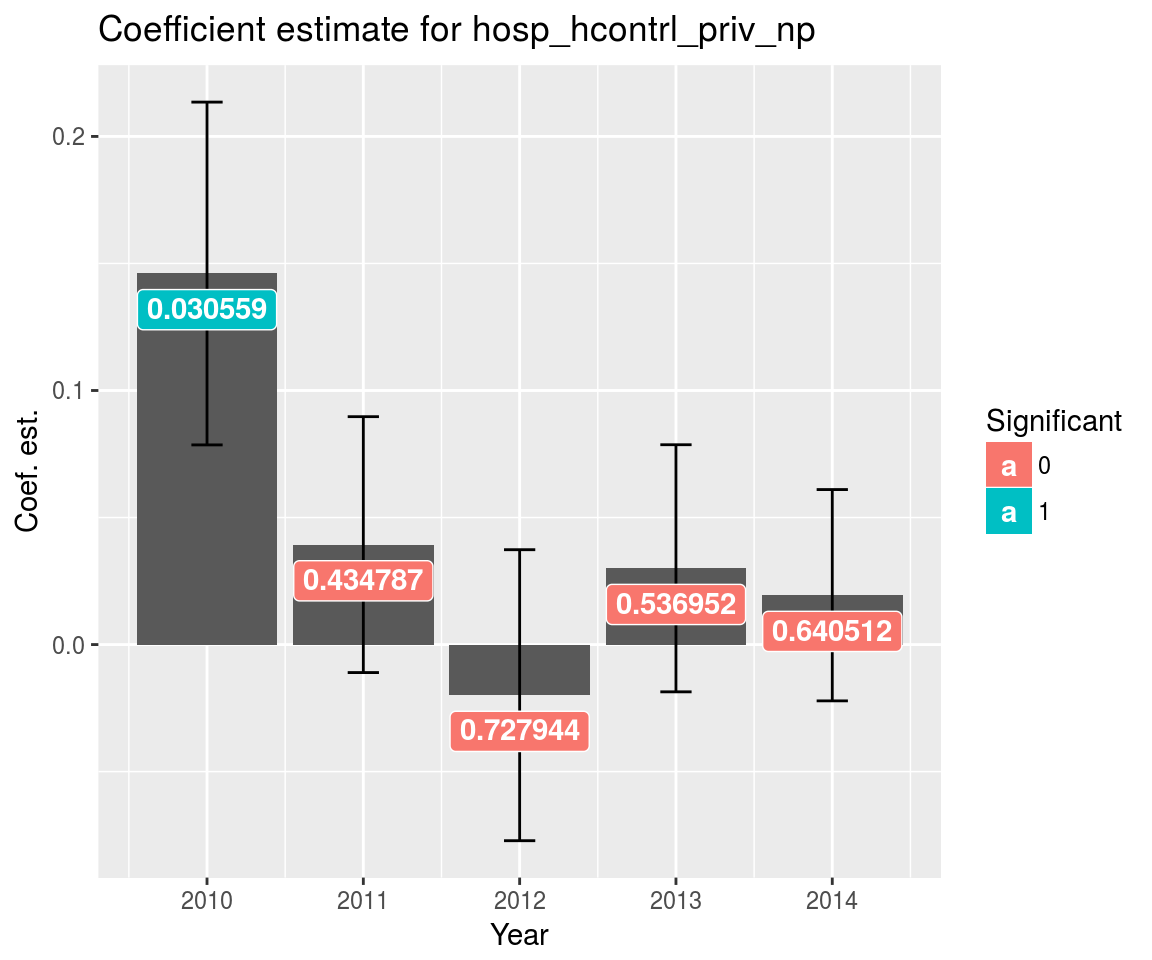 Coefficient estimate for hosp_hcontrl_priv_np
0.2
0.1
0.0
Coef. est.
0.030559
0.434787
0.727944
0.536952
0.640512
2010 2011 2012 2013 2014
Year
Significant
a 0
a 1